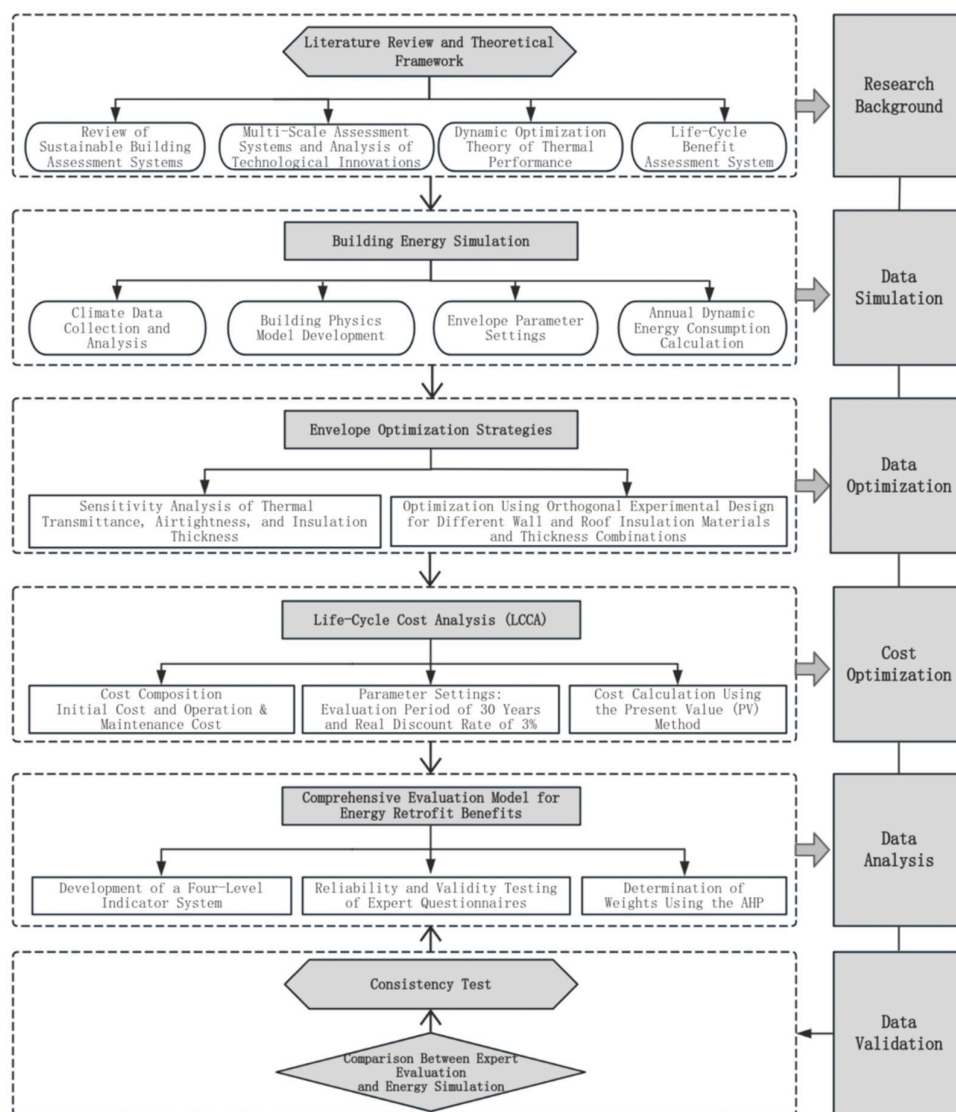 Literature Review and Theoretical
Framework
Review of
Sustainable Building
Assessment Systems
Multi-Scale Assessment
Systems and Analysis of
Technological Innovations
Dynamic Optimization
Theory of Thermal
Performance
Life-Cycle
Benefit
Assessment System
Research
Background
Building Energy Simulation
Climate Data
Collection and
Analysis
Building Physics
Model Development
Envelope Parameter
Settings
Annual Dynamic
Energy Consumption
Calculation
Data
Simulation
Envelope Optimization Strategies
Sensitivity Analysis of Thermal
Transmittance, Airtightness, and Insulation
Thickness
Optimization Using Orthogonal Experimental Design
for Different Wall and Roof Insulation Materials
and Thickness Combinations
Data
Optimization
Life-Cycle Cost Analysis (LCCA)
Cost Composition
Initial Cost and Operation &
Maintenance Cost
Parameter Settings:
Evaluation Period of 30 Years
and Real Discount Rate of 3%
Cost Calculation Using
the Present Value (PV)
Method
Cost
Optimization
Comprehensive Evaluation Model for
Energy Retrofit Benefits
Development of a Four-Level
Indicator System
Reliability and Validity Testing
of Expert Questionnaires
Determination of
Weights Using the AHP
Data
Analysis
Consistency Test
Comparison Between Expert
Evaluation
and Energy Simulation
Data
Validation